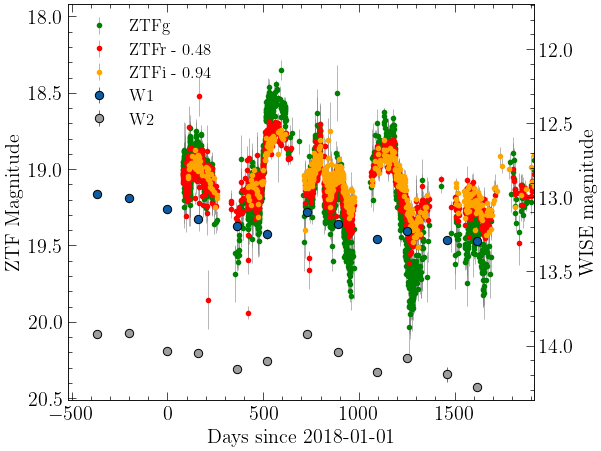 18.0
18.5
19.0
19.5
20.0
20.5
ZTF Magnitude
ZTFg
ZTFr - 0.48
ZTFi - 0.94
W1
W2
12.0
12.5
13.0
13.5
14.0
WISE magnitude
−500 0 500 1000 1500
Days since 2018-01-01